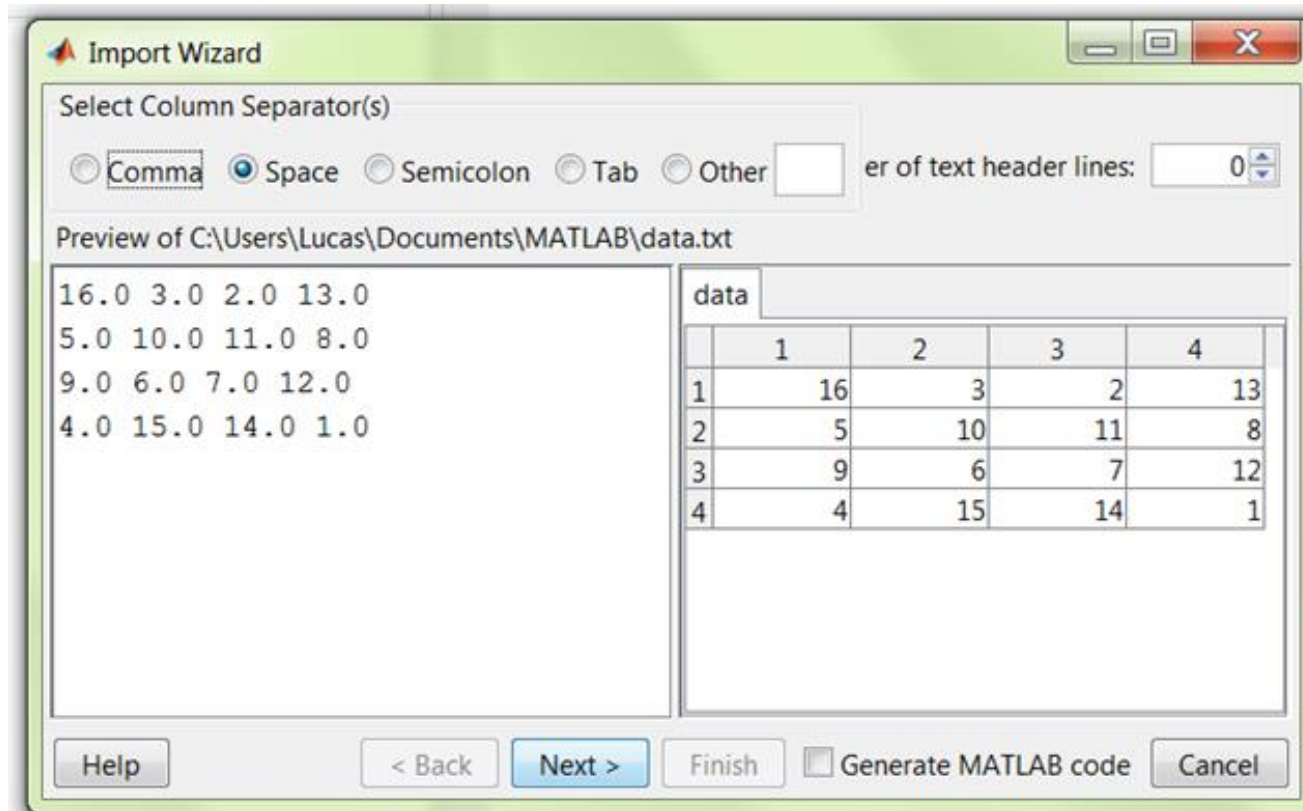 Import Wizard
Select Column Separator(s)
Comma Space Semicolon Tab Other er of text header lines: 0
Preview of C:\Users\Lucas\Documents\MATLAB\data.txt
16.0 3.0 2.0 13.0
5.0 10.0 11.0 8.0
9.0 6.0 7.0 12.0
4.0 15.0 14.0 1.0
data
1 2 3 4
1 16 3 2 13
2 5 10 11 8
3 9 6 7 12
4 4 15 14 1
Help < Back Next > Finish Generate MATLAB code Cancel